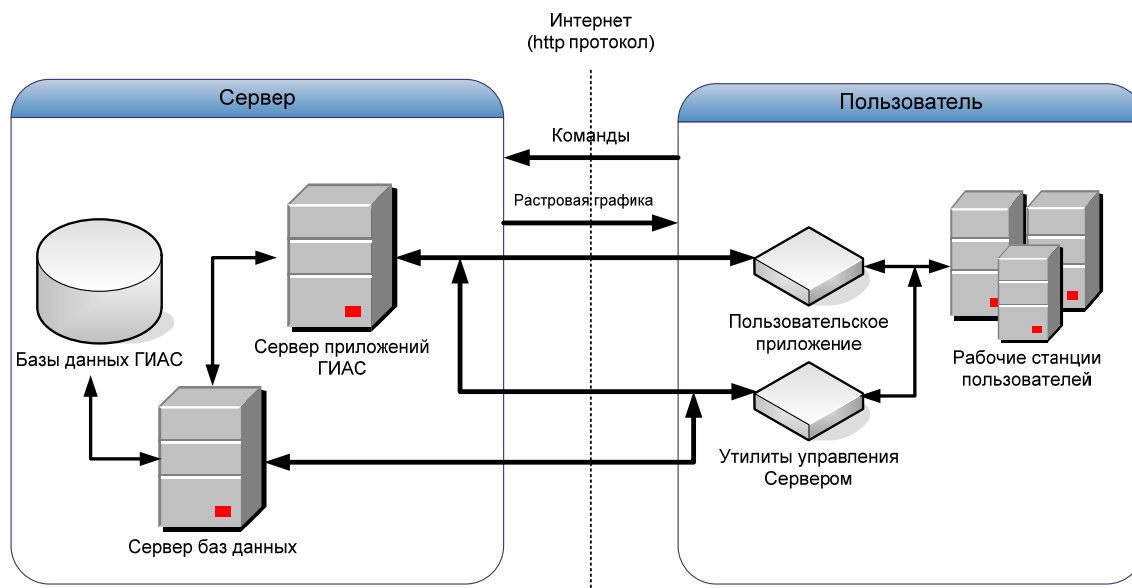 Интернет
(http протокол)
Сервер
Пользователь
Команды
Растровая графика
Базы данных ГИАС
Сервер приложений
ГИАС
Пользовательское
приложение
Рабочие станции
пользователей
Утилиты управления
Сервером
Сервер баз данных